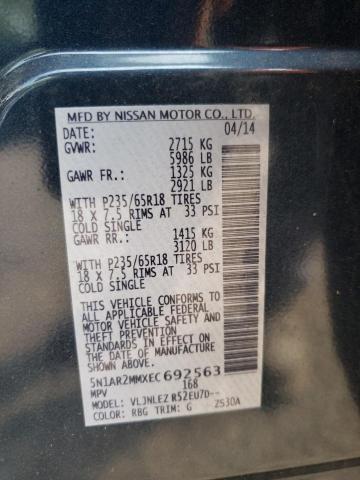 MFD BY NISSAN MOTOR CO., LTD.
DATE: 04/14
GVWR: 2715 KG
5986 LB
GAWR FR.: 1325 KG
2921 LB
WITH P235/65R18 TIRES
18 X 7.5 RIMS AT 33 PSI
COLD SINGLE
GAWR RR.: 1415 KG
3120 LB
WITH P235/65R18 TIRES
18 X 7.5 RIMS AT 33 PSI
COLD SINGLE
THIS VEHICLE CONFORMS TO
ALL APPLICABLE FEDERAL
MOTOR VEHICLE SAFETY AND
THEFT PREVENTION
STANDARDS IN EFFECT ON
THE DATE OF MANUFACTURE
SHOWN ABOVE.
5N1AR2MMXEC692563
MPV 168
MODEL: VLJNLEZ R52EU7D--
COLOR: RBG TRIM: G Z530A